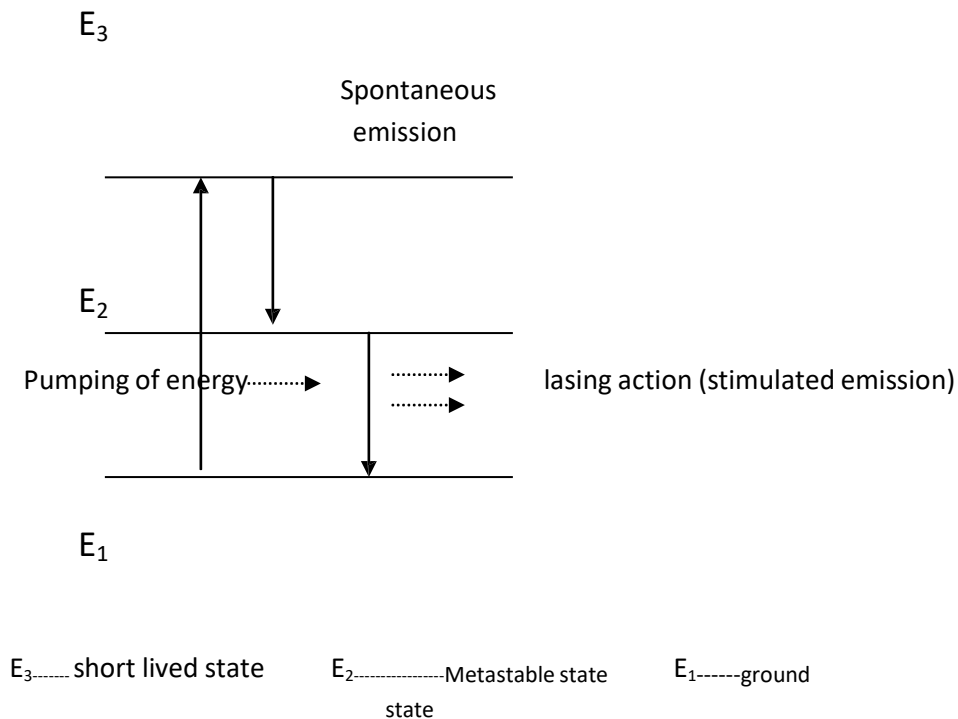 E₃
Spontaneous
emission
E₂
Pumping of energy
lasing action (stimulated emission)
E₁
E₃------- short lived state E₂-----------------Metastable state E₁------ground
state